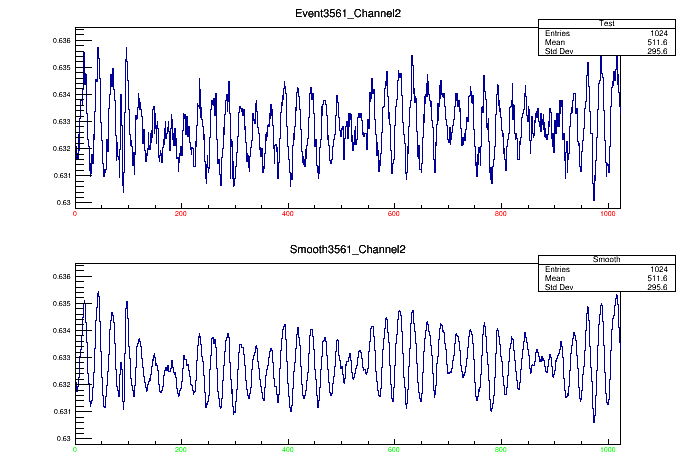 Event3561_Channel2
Test
Entries 1024
Mean 511.6
Std Dev 295.6
0.636
0.635
0.634
0.633
0.632
0.631
0.63
0 200 400 600 800 1000
Smooth3561_Channel2
Smooth
Entries 1024
Mean 511.6
Std Dev 295.6
0.636
0.635
0.634
0.633
0.632
0.631
0.63
0 200 400 600 800 1000